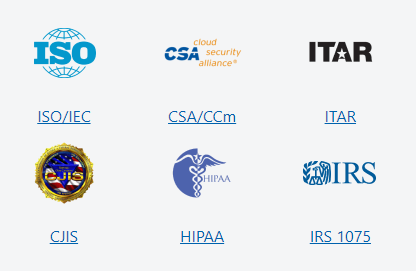 ISO
cloud
CSA security
alliance®
ITAR
ISO/IEC
CSA/CCm
ITAR
CJIS
HIPAA
IRS
CJIS
HIPAA
IRS 1075